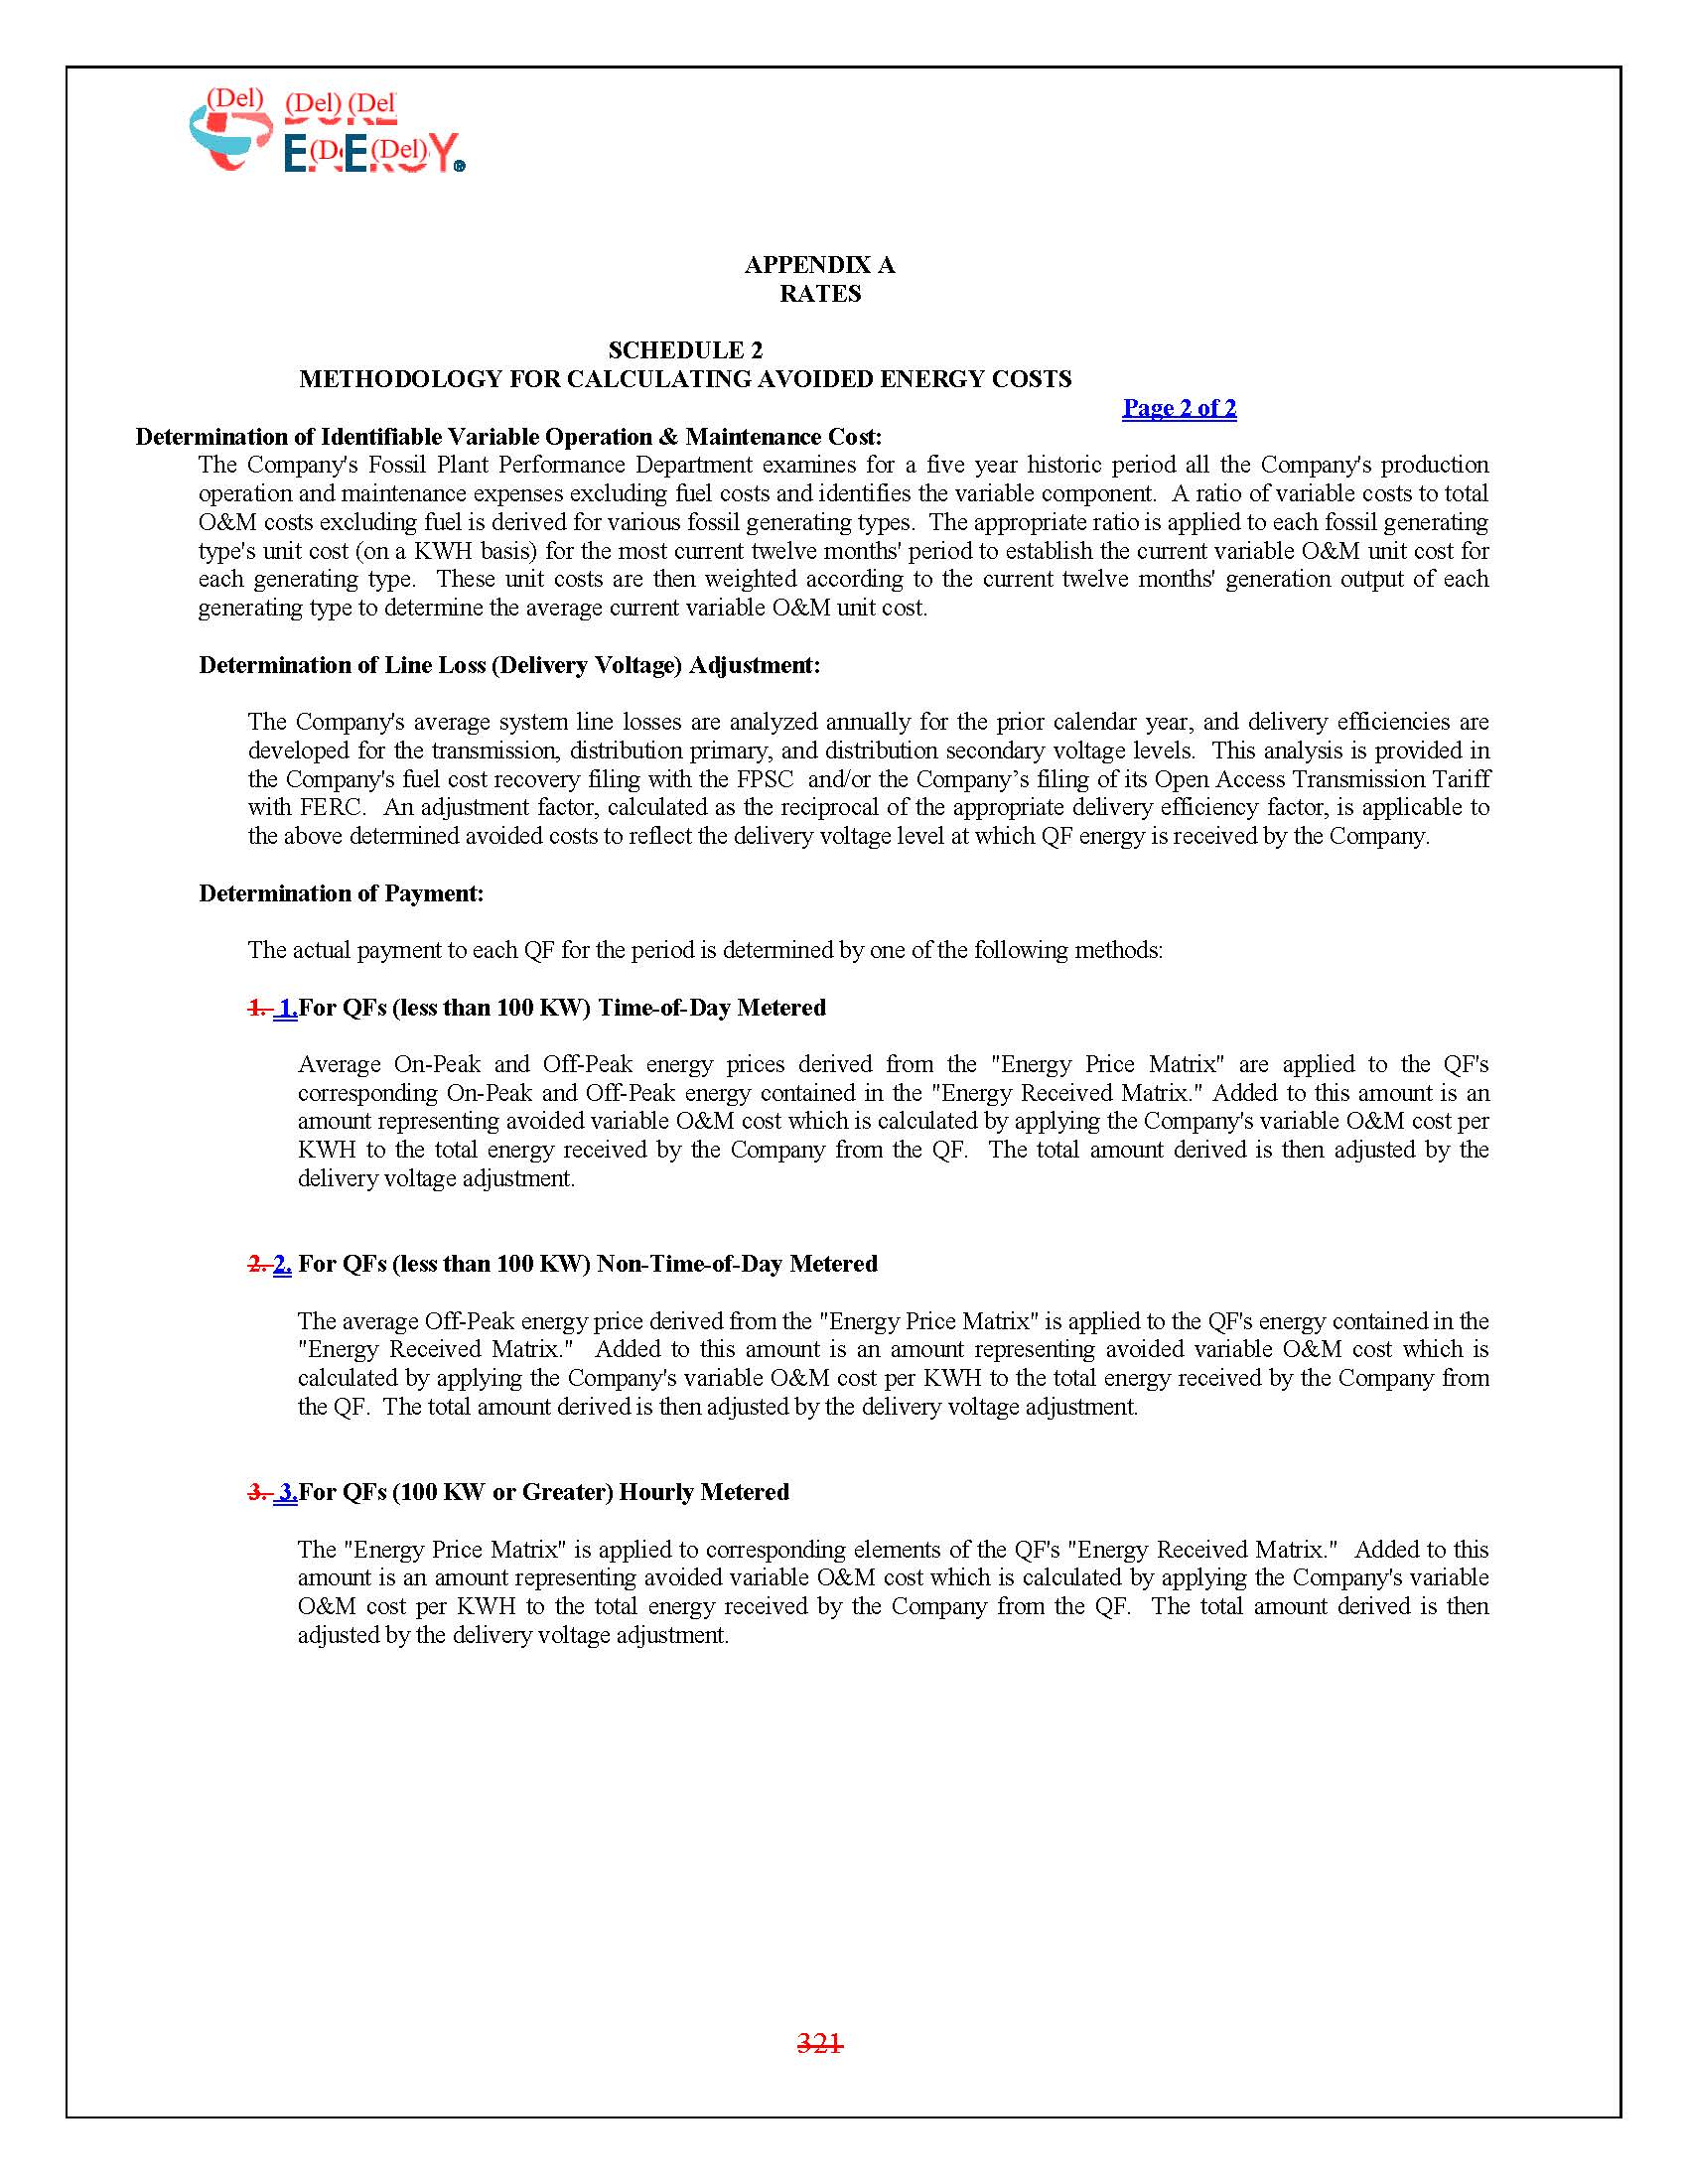 (Del) (Del) (Del
E(D E(Del)Y®
APPENDIX A
RATES
SCHEDULE 2
METHODOLOGY FOR CALCULATING AVOIDED ENERGY COSTS
Page 2 of 2
Determination of Identifiable Variable Operation & Maintenance Cost:
The Company's Fossil Plant Performance Department examines for a five year historic period all the Company's production
operation and maintenance expenses excluding fuel costs and identifies the variable component. A ratio of variable costs to total
O&M costs excluding fuel is derived for various fossil generating types. The appropriate ratio is applied to each fossil generating
type's unit cost (on a KWH basis) for the most current twelve months' period to establish the current variable O&M unit cost for
each generating type. These unit costs are then weighted according to the current twelve months' generation output of each
generating type to determine the average current variable O&M unit cost.
Determination of Line Loss (Delivery Voltage) Adjustment:
The Company's average system line losses are analyzed annually for the prior calendar year, and delivery efficiencies are
developed for the transmission, distribution primary, and distribution secondary voltage levels. This analysis is provided in
the Company's fuel cost recovery filing with the FPSC and/or the Company’s filing of its Open Access Transmission Tariff
with FERC. An adjustment factor, calculated as the reciprocal of the appropriate delivery efficiency factor, is applicable to
the above determined avoided costs to reflect the delivery voltage level at which QF energy is received by the Company.
Determination of Payment:
The actual payment to each QF for the period is determined by one of the following methods:
1. 1.For QFs (less than 100 KW) Time-of-Day Metered
Average On-Peak and Off-Peak energy prices derived from the "Energy Price Matrix" are applied to the QF's
corresponding On-Peak and Off-Peak energy contained in the "Energy Received Matrix." Added to this amount is an
amount representing avoided variable O&M cost which is calculated by applying the Company's variable O&M cost per
KWH to the total energy received by the Company from the QF. The total amount derived is then adjusted by the
delivery voltage adjustment.
2. 2. For QFs (less than 100 KW) Non-Time-of-Day Metered
The average Off-Peak energy price derived from the "Energy Price Matrix" is applied to the QF's energy contained in the
"Energy Received Matrix." Added to this amount is an amount representing avoided variable O&M cost which is
calculated by applying the Company's variable O&M cost per KWH to the total energy received by the Company from
the QF. The total amount derived is then adjusted by the delivery voltage adjustment.
3. 3.For QFs (100 KW or Greater) Hourly Metered
The "Energy Price Matrix" is applied to corresponding elements of the QF's "Energy Received Matrix." Added to this
amount is an amount representing avoided variable O&M cost which is calculated by applying the Company's variable
O&M cost per KWH to the total energy received by the Company from the QF. The total amount derived is then
adjusted by the delivery voltage adjustment.
321